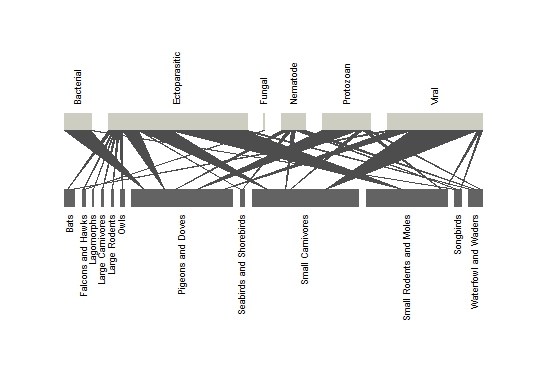 Bats
Falcons and Hawks
Lagomorphs
Large Carnivores
Large Rodents
Owls
Pigeons and Doves
Seabirds and Shorebirds
Small Carnivores
Small Rodents and Moles
Songbirds
Waterfowl and Waders
Bacterial
Ectoparasitic
Fungal
Nematode
Protozoan
Viral